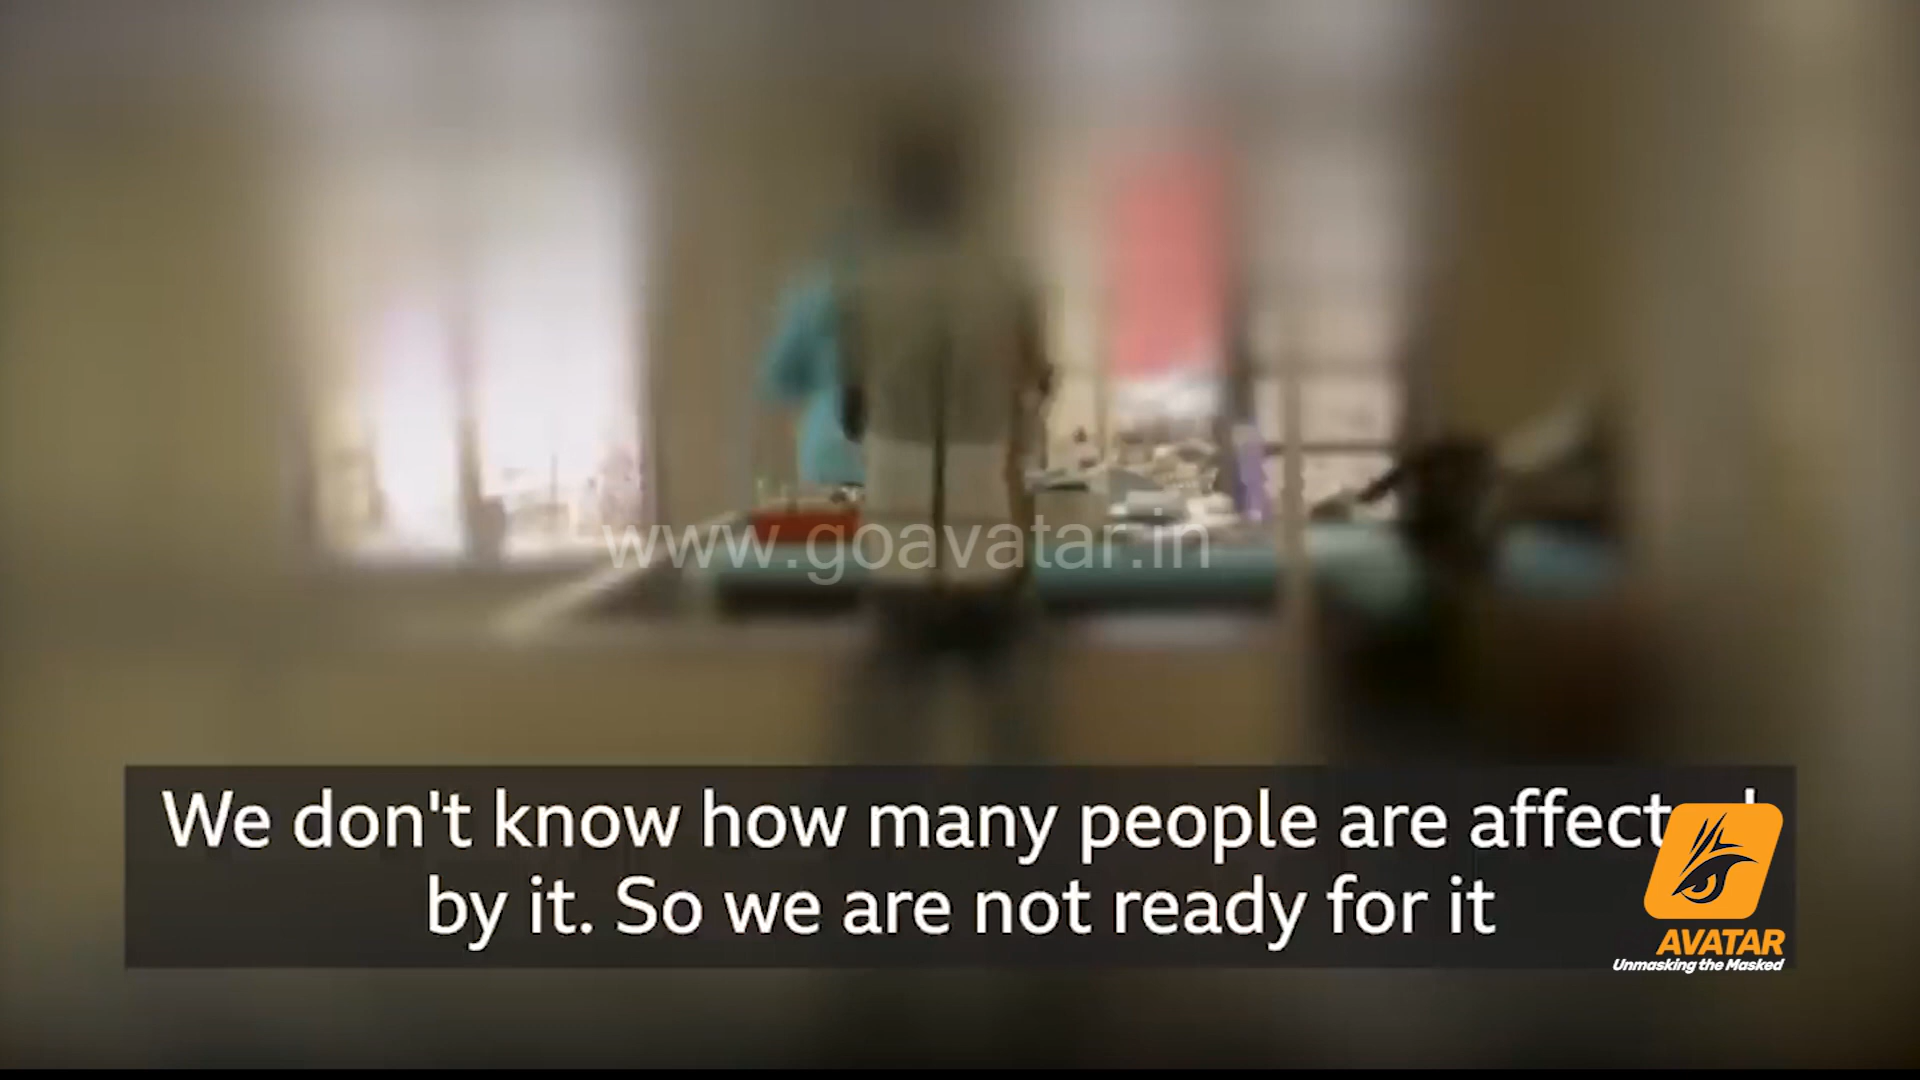 www.goavatar.in
We don't know how many people are affected
by it. So we are not ready for it
AVATAR
Unmasking the Masked